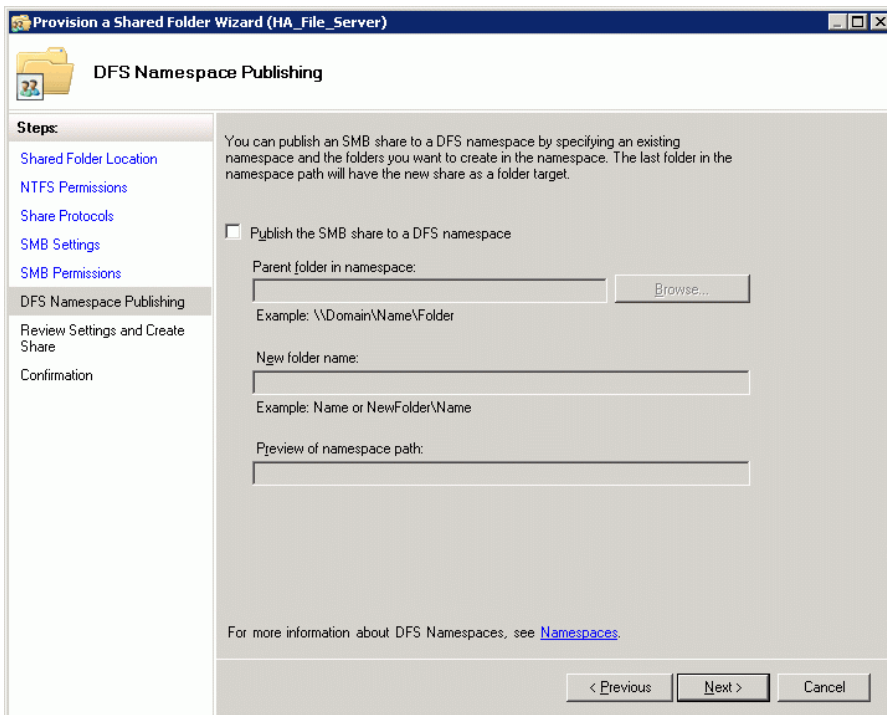 Provision a Shared Folder Wizard (HA_File_Server)
DFS Namespace Publishing
Steps:
Shared Folder Location
NTFS Permissions
Share Protocols
SMB Settings
SMB Permissions
DFS Namespace Publishing
Review Settings and Create
Share
Confirmation
You can publish an SMB share to a DFS namespace by specifying an existing
namespace and the folders you want to create in the namespace. The last folder in the
namespace path will have the new share as a folder target.
Publish the SMB share to a DFS namespace
Parent folder in namespace:
Browse...
Example: \\Domain\Name\Folder
New folder name:
Example: Name or NewFolder\Name
Preview of namespace path:
For more information about DFS Namespaces, see Namespaces.
< Previous
Next >
Cancel